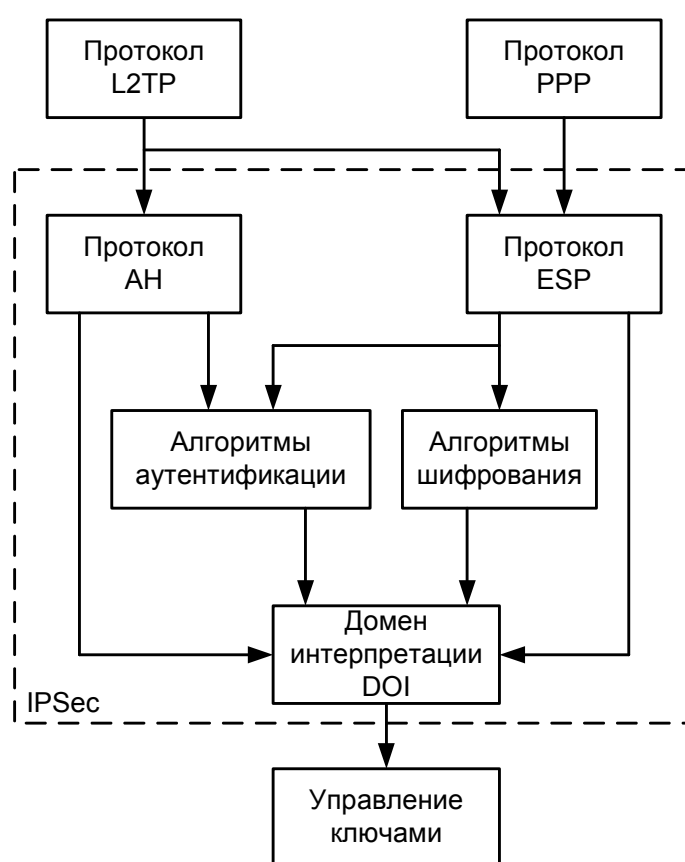 Протокол
L2TP
Протокол
PPP
Протокол
AH
Протокол
ESP
Алгоритмы
аутентификации
Алгоритмы
шифрования
Домен
интерпретации
DOI
IPSec
Управление
ключами